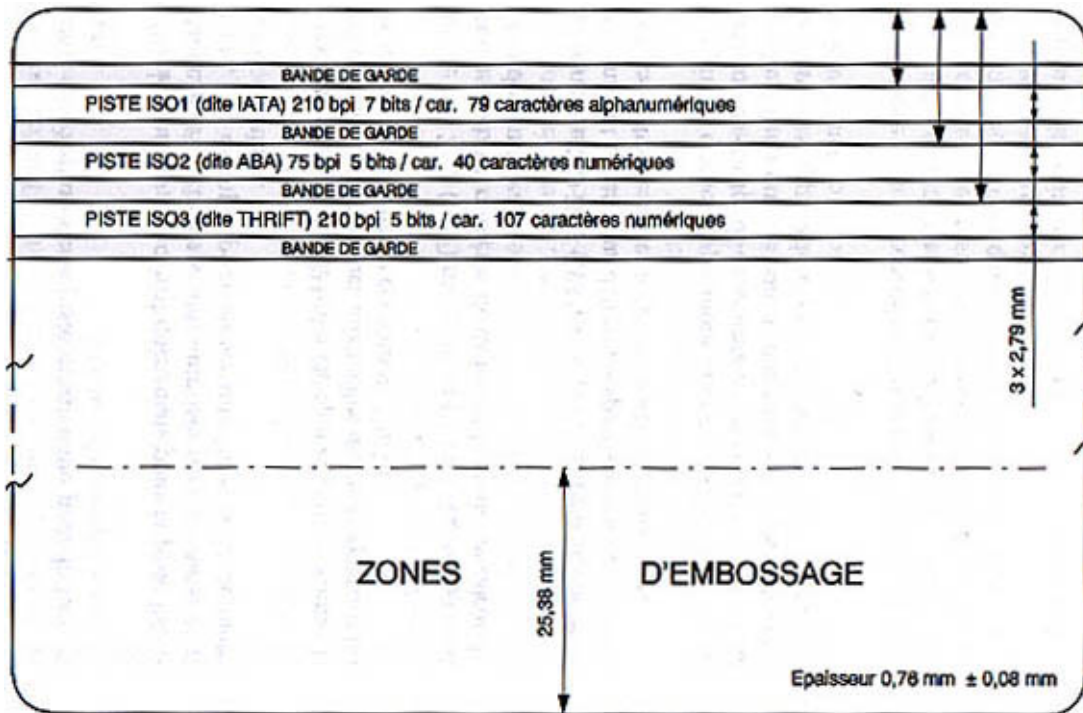 BANDE DE GARDE
PISTE ISO1 (dite IATA) 210 bpi 7 bits / car. 79 caractères alphanumériques
BANDE DE GARDE
PISTE ISO2 (dite ABA) 75 bpi 5 bits / car. 40 caractères numériques
BANDE DE GARDE
PISTE ISO3 (dite THRIFT) 210 bpi 5 bits / car. 107 caractères numériques
BANDE DE GARDE
3 x 2,79 mm
ZONES D'EMBOSSAGE
25,38 mm
Epaisseur 0,76 mm ± 0,08 mm